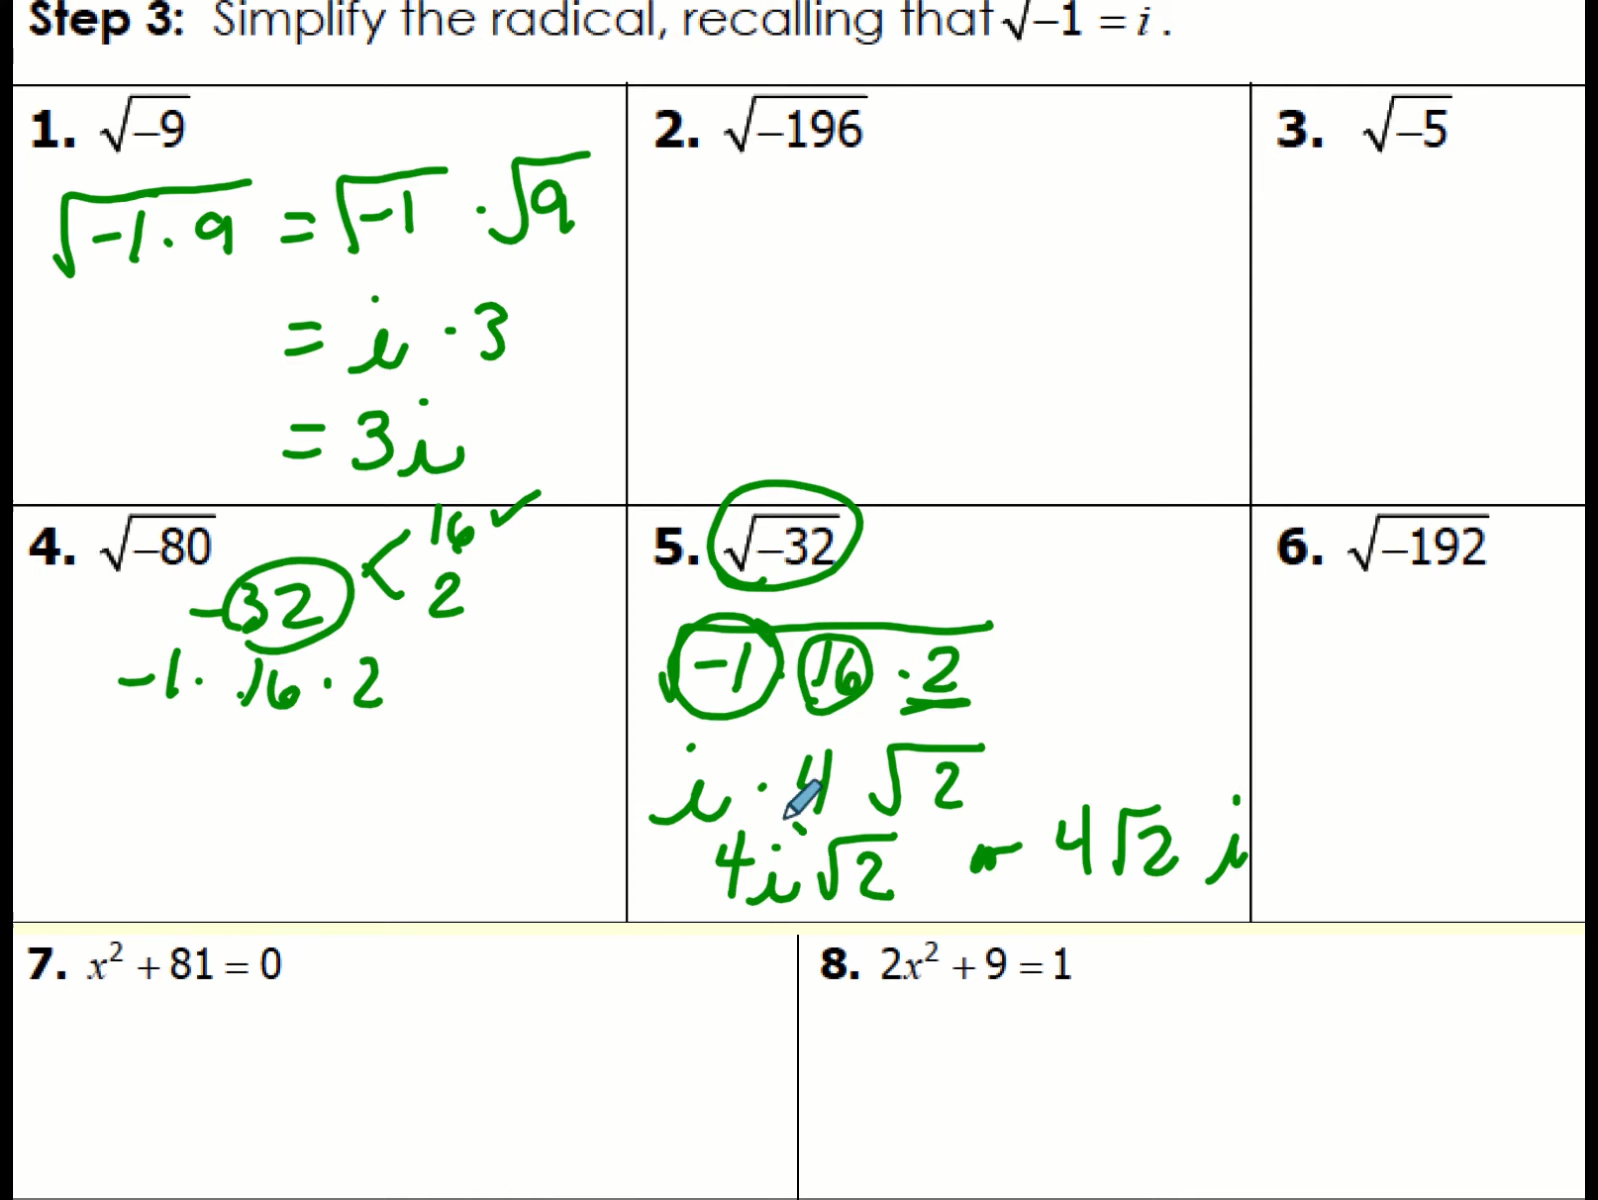 Step 3: Simplify the radical, recalling that √−1 = i .
1. √−9
√−1 · 9 = √−1 · √9
= i · 3
= 3i
2. √−196
3. √−5
4. √−80
−32 < 16 ✓
2
−1 · 16 · 2
5. √−32
√−1 · 16 · 2
i · 4 √2
4i√2 or 4√2 i
6. √−192
7. x² + 81 = 0
8. 2x² + 9 = 1